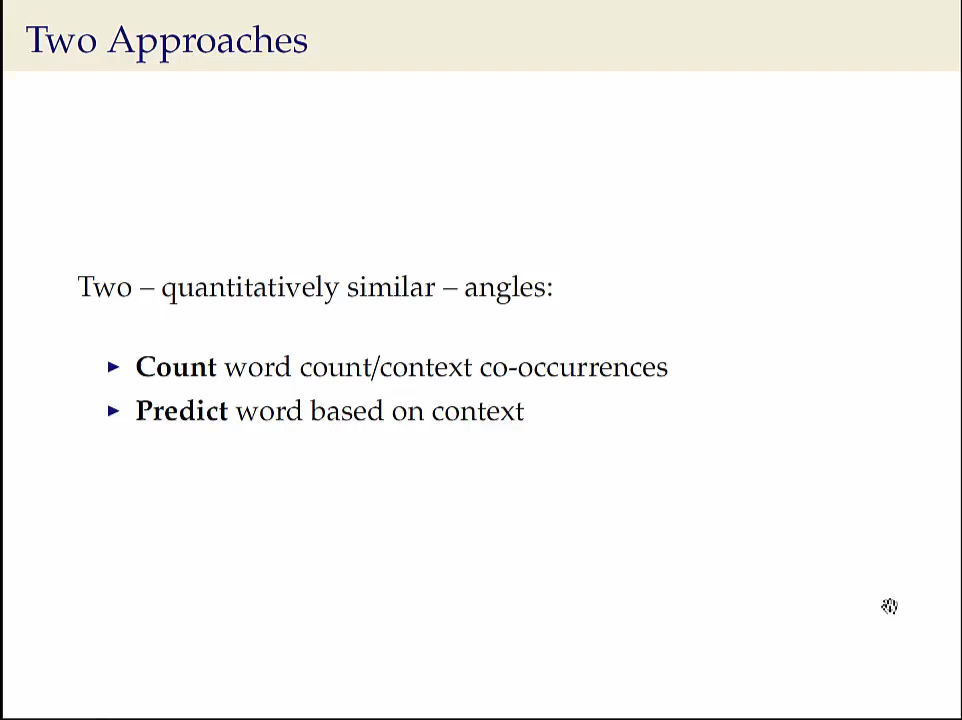 Two Approaches
Two – quantitatively similar – angles:
Count word count/context co-occurrences
Predict word based on context